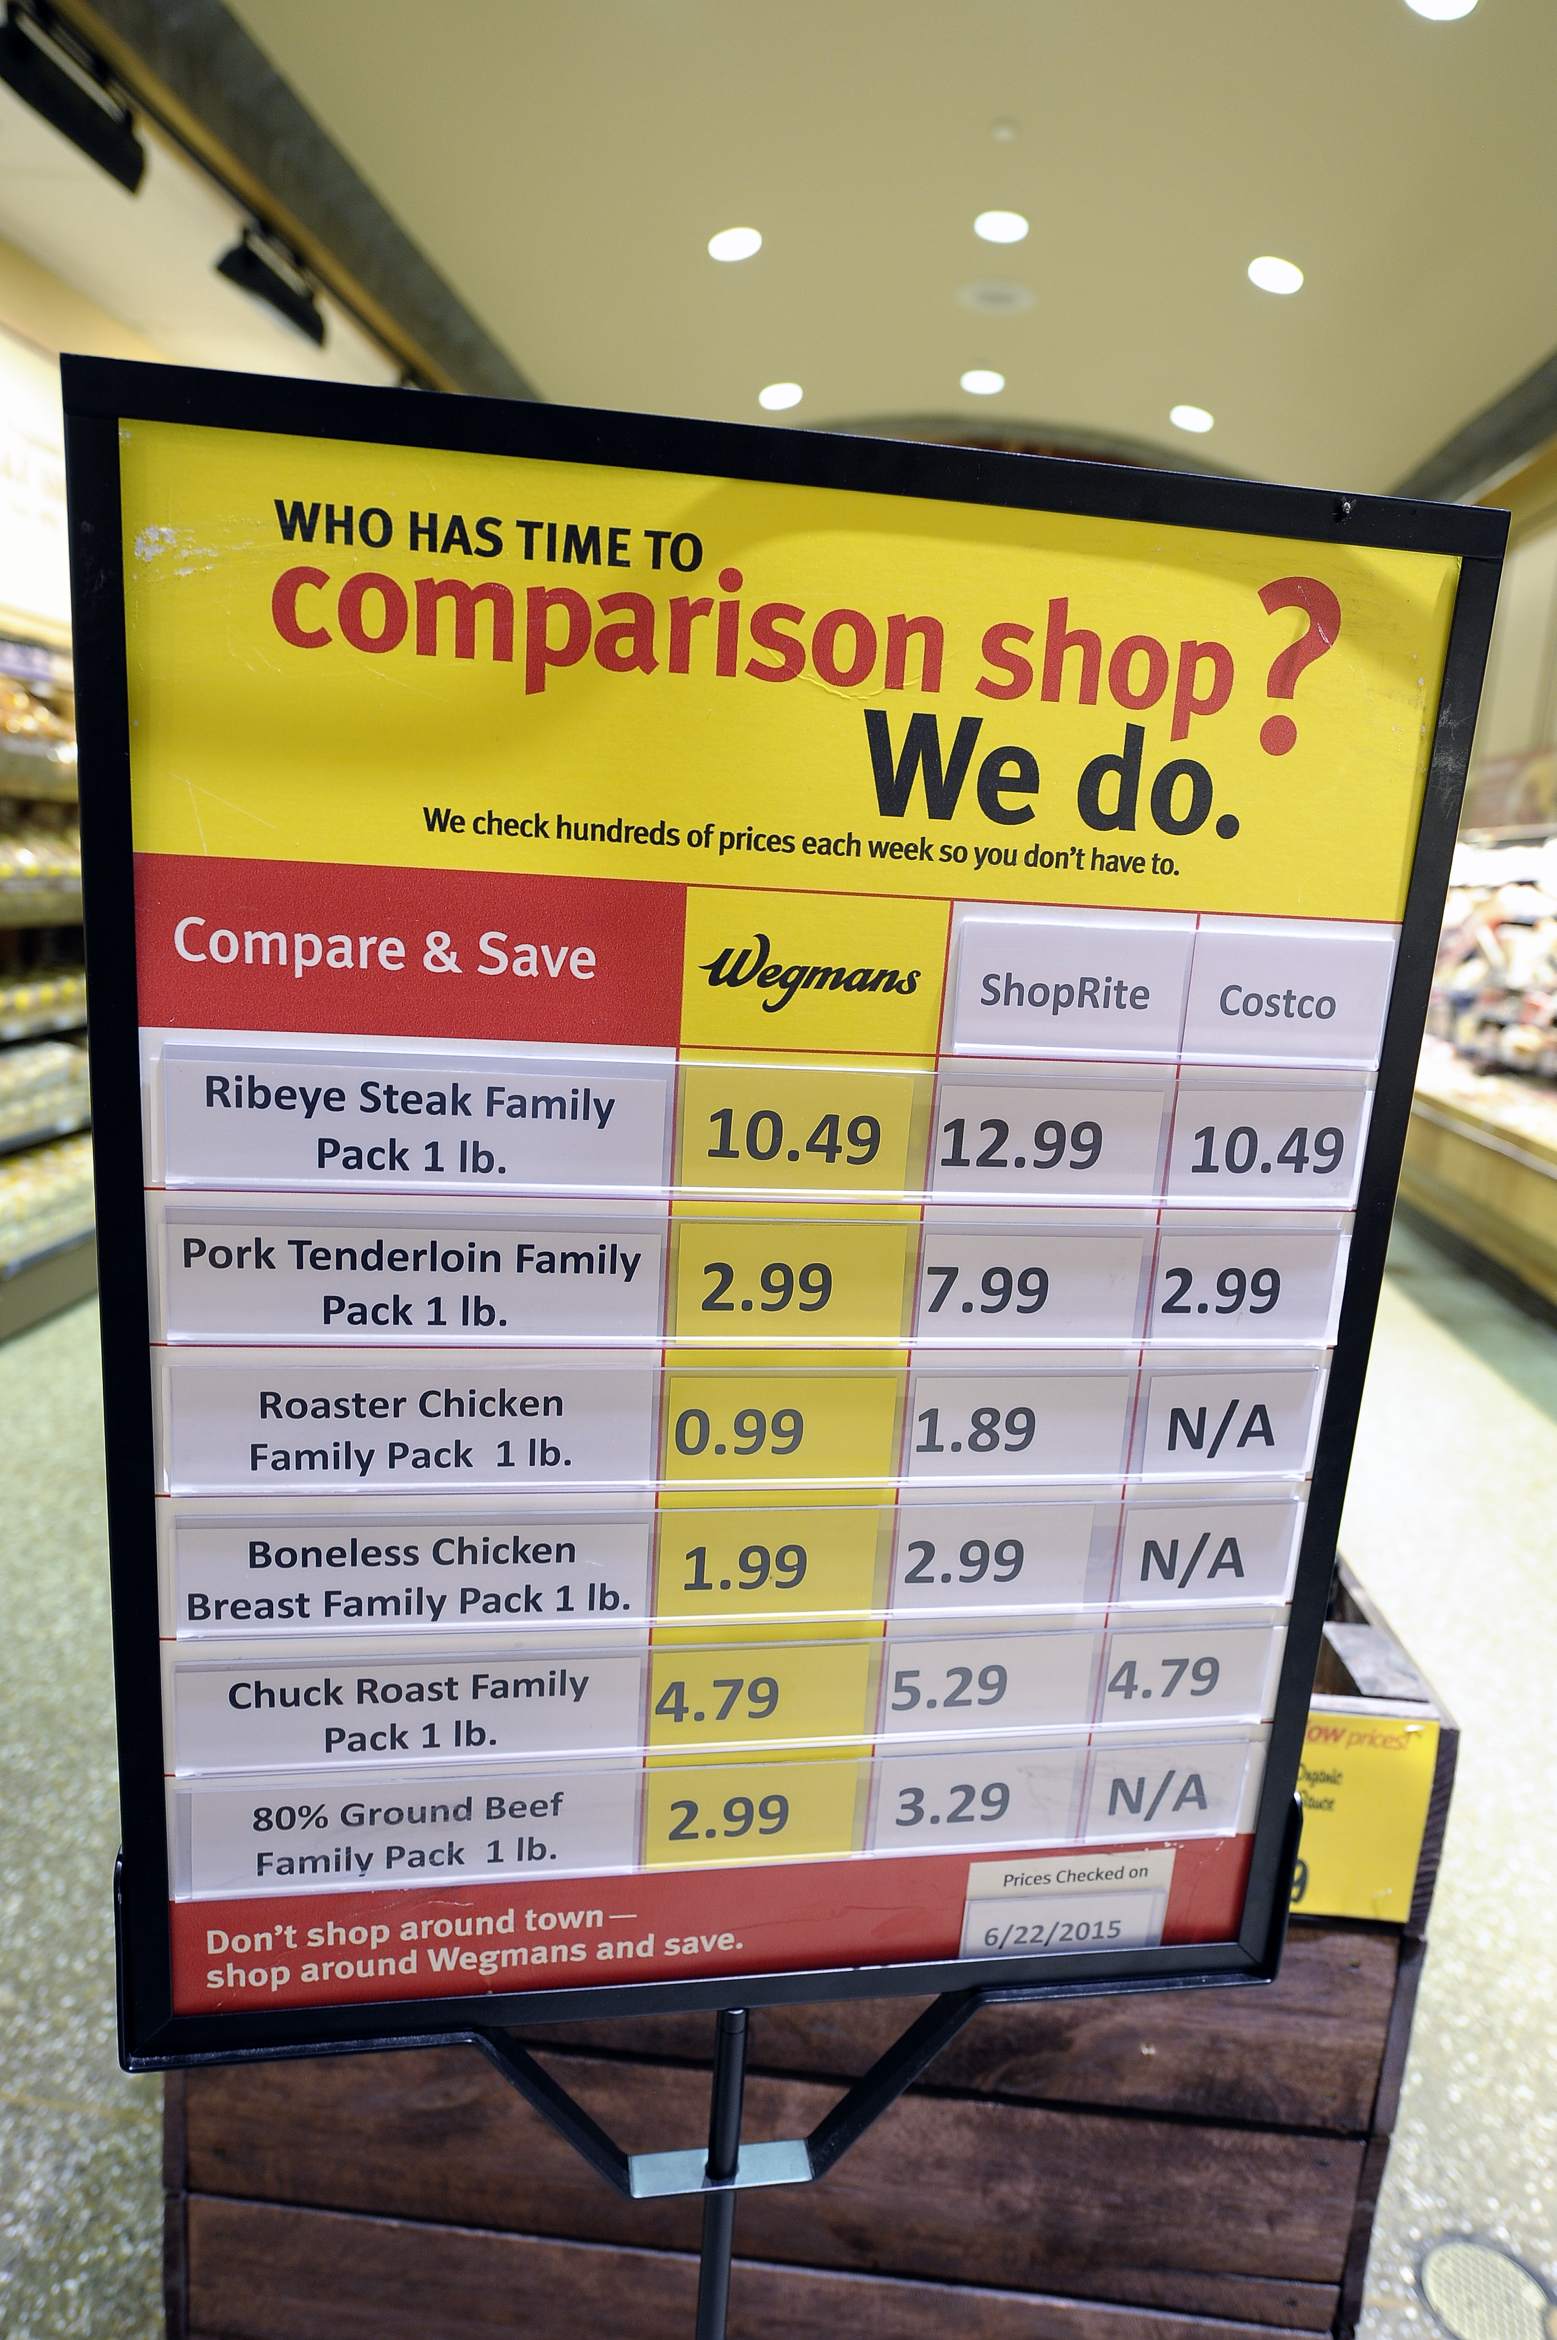 WHO HAS TIME TO
comparison shop?
We do.
We check hundreds of prices each week so you don't have to.
Compare & Save Wegmans ShopRite Costco
Ribeye Steak Family
Pack 1 lb. 10.49 12.99 10.49
Pork Tenderloin Family
Pack 1 lb. 2.99 7.99 2.99
Roaster Chicken
Family Pack 1 lb. 0.99 1.89 N/A
Boneless Chicken
Breast Family Pack 1 lb. 1.99 2.99 N/A
Chuck Roast Family
Pack 1 lb. 4.79 5.29 4.79
80% Ground Beef
Family Pack 1 lb. 2.99 3.29 N/A
Prices Checked on
6/22/2015
Don't shop around town—
shop around Wegmans and save.
prices!
Organic
9